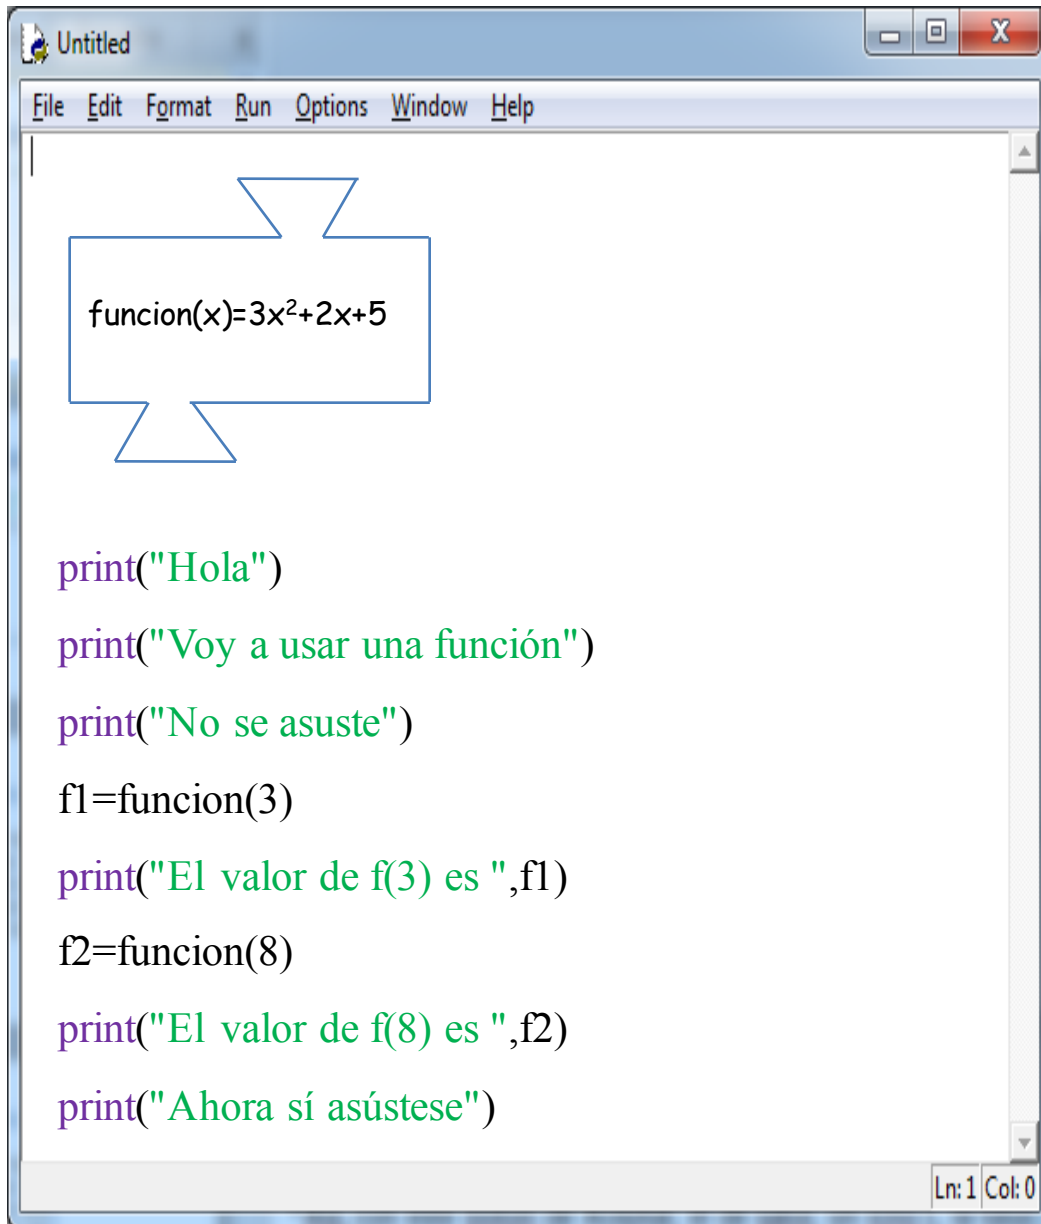 Untitled
File Edit Format Run Options Window Help
funcion(x)=3x²+2x+5
print("Hola")
print("Voy a usar una función")
print("No se asuste")
f1=funcion(3)
print("El valor de f(3) es ",f1)
f2=funcion(8)
print("El valor de f(8) es ",f2)
print("Ahora sí asústese")
Ln: 1 Col: 0